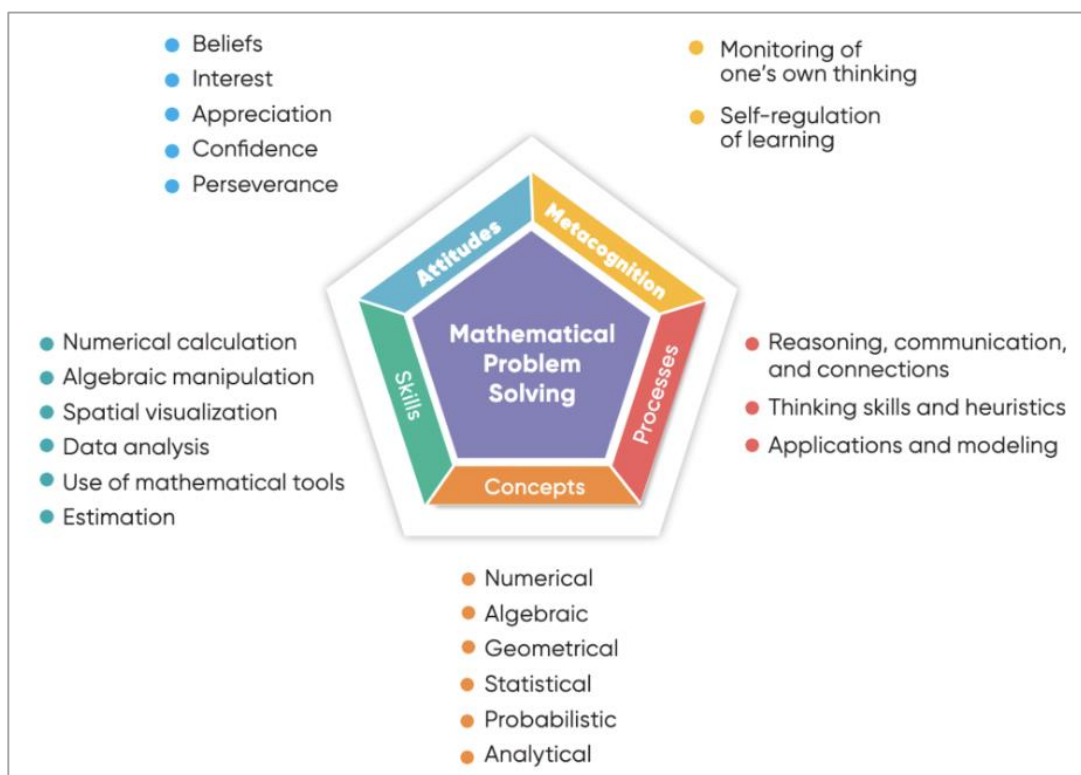 Beliefs
Interest
Appreciation
Confidence
Perseverance
Monitoring of
one's own thinking
Self-regulation
of learning
Attitudes
Metacognition
Mathematical
Problem
Solving
Skills
Processes
Concepts
Numerical calculation
Algebraic manipulation
Spatial visualization
Data analysis
Use of mathematical tools
Estimation
Reasoning, communication,
and connections
Thinking skills and heuristics
Applications and modeling
Numerical
Algebraic
Geometrical
Statistical
Probabilistic
Analytical